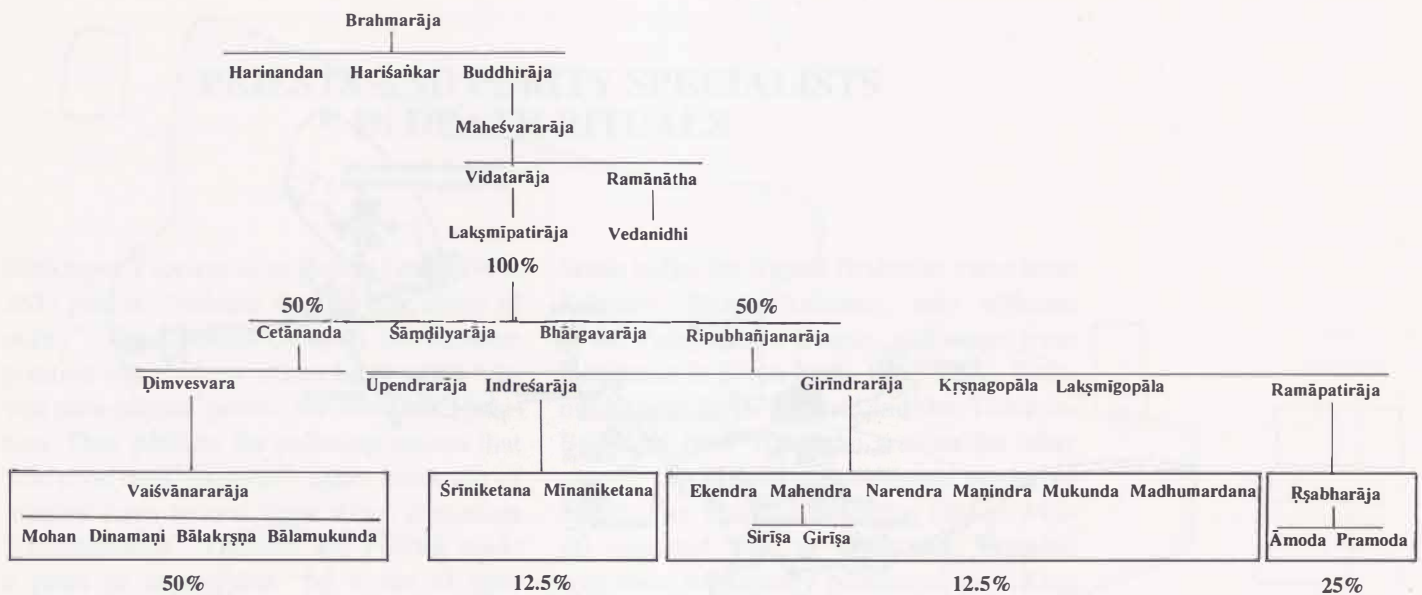 Brahmarāja
Harinandan Hariśaṅkar Buddhirāja
Maheśvararāja
Vidatarāja Ramānātha
Lakṣmīpatirāja Vedanidhi
100%
50% 50%
Cetānanda Śāṃḍilyarāja Bhārgavarāja Ripubhañjanarāja
Ḍimvesvara Upendrarāja Indreśarāja Girīndrarāja Kṛṣṇagopāla Lakṣmīgopāla Ramāpatirāja
Vaiśvānararāja Śrīniketana Mīnaniketana Ekendra Mahendra Narendra Maṇindra Mukunda Madhumardana Ṛṣabharāja
Mohan Dinamaṇi Bālakṛṣṇa Bālamukunda Sirīṣa Girīṣa Āmoda Pramoda
50% 12.5% 12.5% 25%